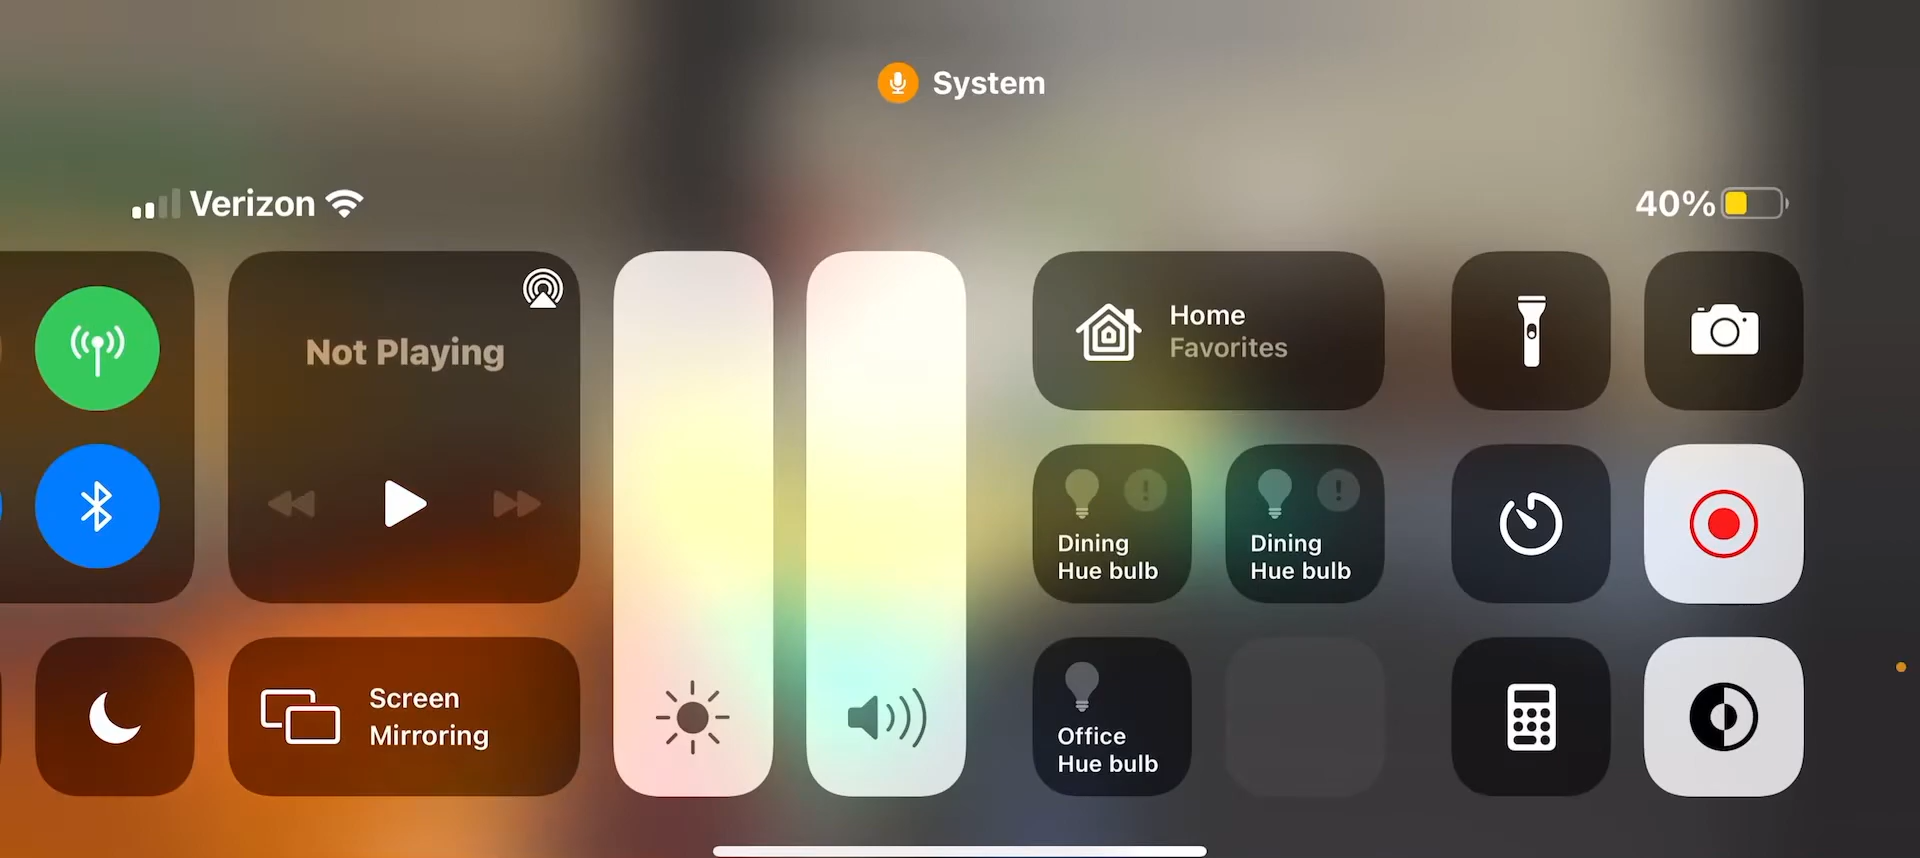 System
Verizon
40%
Not Playing
Home
Favorites
Dining
Hue bulb
Dining
Hue bulb
Screen
Mirroring
Office
Hue bulb